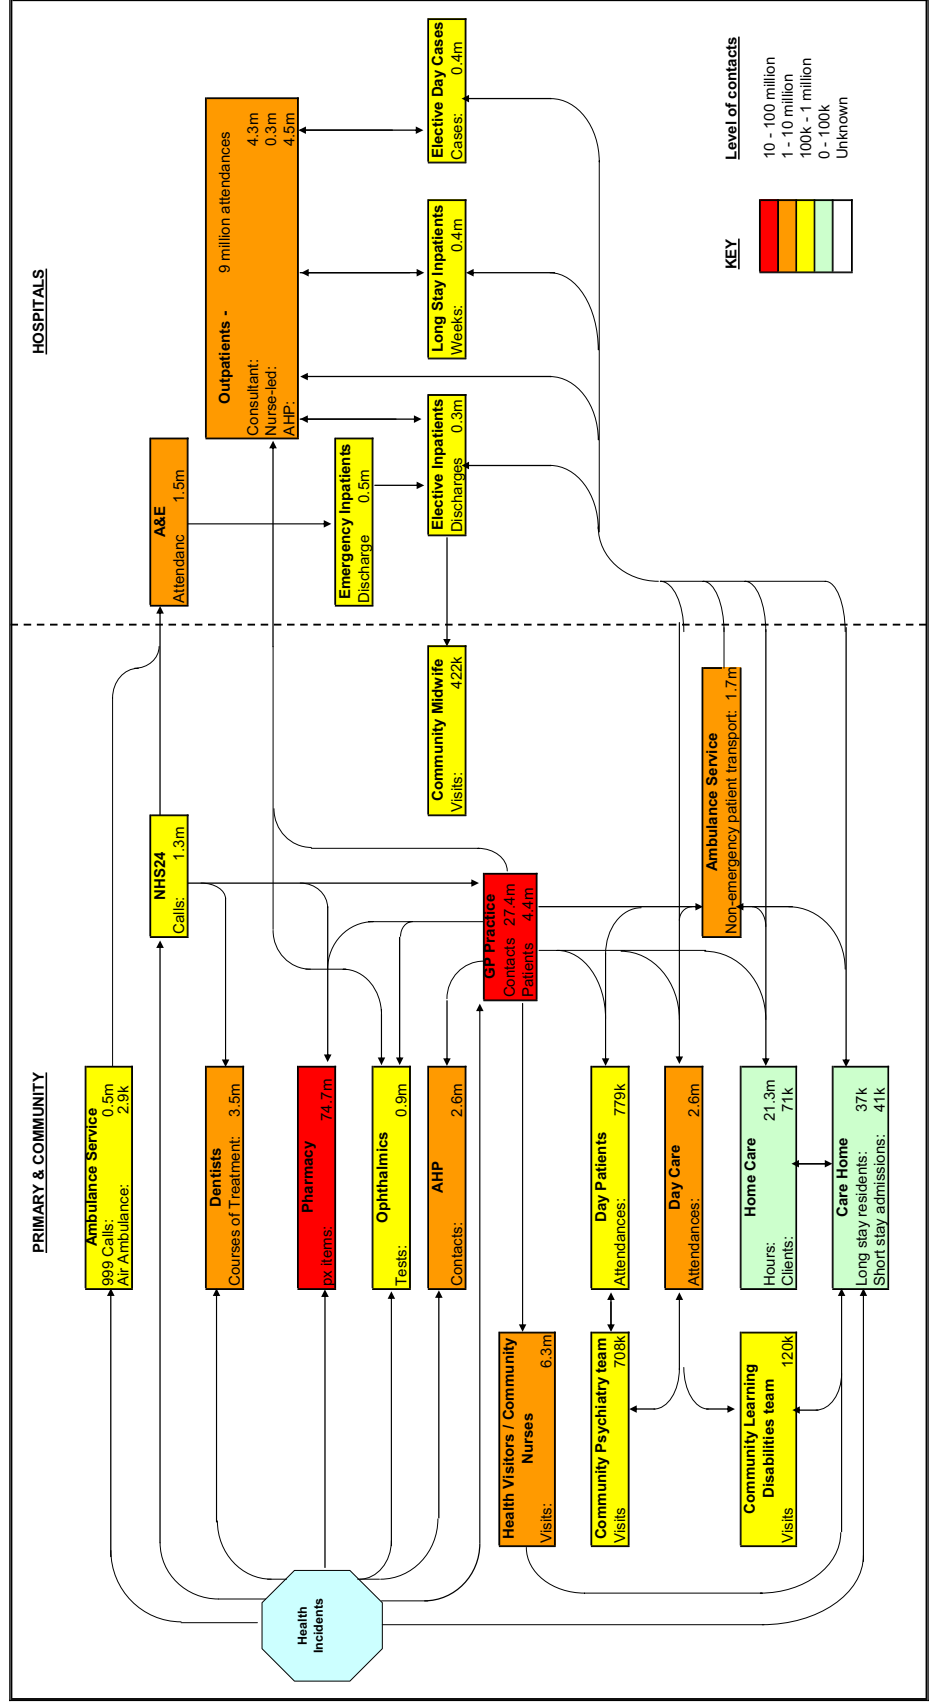 PRIMARY & COMMUNITY
HOSPITALS
Health
Incidents
Ambulance Service
999 Calls: 0.5m
Air Ambulance: 2.9k
NHS24
Calls: 1.3m
A&E
Attendanc 1.5m
Dentists
Courses of Treatment: 3.5m
Outpatients - 9 million attendances
Consultant: 4.3m
Nurse-led: 0.3m
AHP: 4.5m
Pharmacy
px items: 74.7m
Emergency Inpatients
Discharge 0.5m
Ophthalmics
Tests: 0.9m
AHP
Contacts: 2.6m
Community Midwife
Visits: 422k
Elective Inpatients
Discharges 0.3m
Long Stay Inpatients
Weeks: 0.4m
Elective Day Cases
Cases: 0.4m
GP Practice
Contacts 27.4m
Patients 4.4m
Health Visitors / Community
Nurses
Visits: 6.3m
Community Psychiatry team
Visits 708k
Day Patients
Attendances: 779k
Day Care
Attendances: 2.6m
Ambulance Service
Non-emergency patient transport: 1.7m
Community Learning
Disabilities team
Visits 120k
Home Care
Hours: 21.3m
Clients: 71k
Care Home
Long stay residents: 37k
Short stay admissions: 41k
KEY
Level of contacts
10 - 100 million
1 - 10 million
100k - 1 million
0 - 100k
Unknown